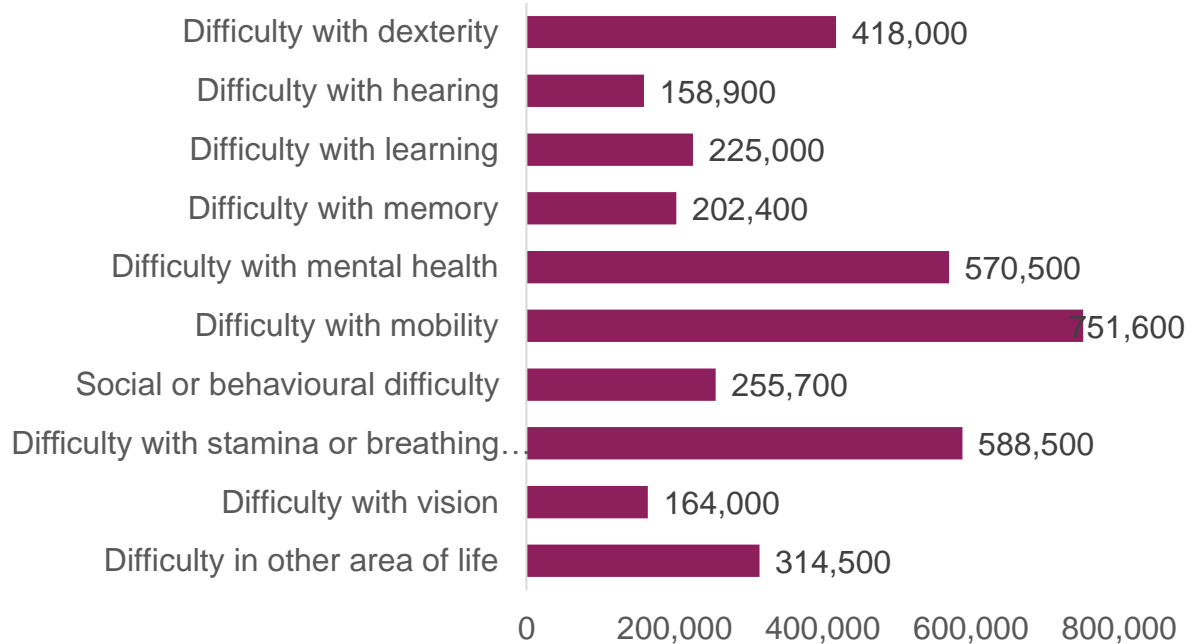 Difficulty with dexterity 418,000
Difficulty with hearing 158,900
Difficulty with learning 225,000
Difficulty with memory 202,400
Difficulty with mental health 570,500
Difficulty with mobility 751,600
Social or behavioural difficulty 255,700
Difficulty with stamina or breathing… 588,500
Difficulty with vision 164,000
Difficulty in other area of life 314,500
0 200,000 400,000 600,000 800,000